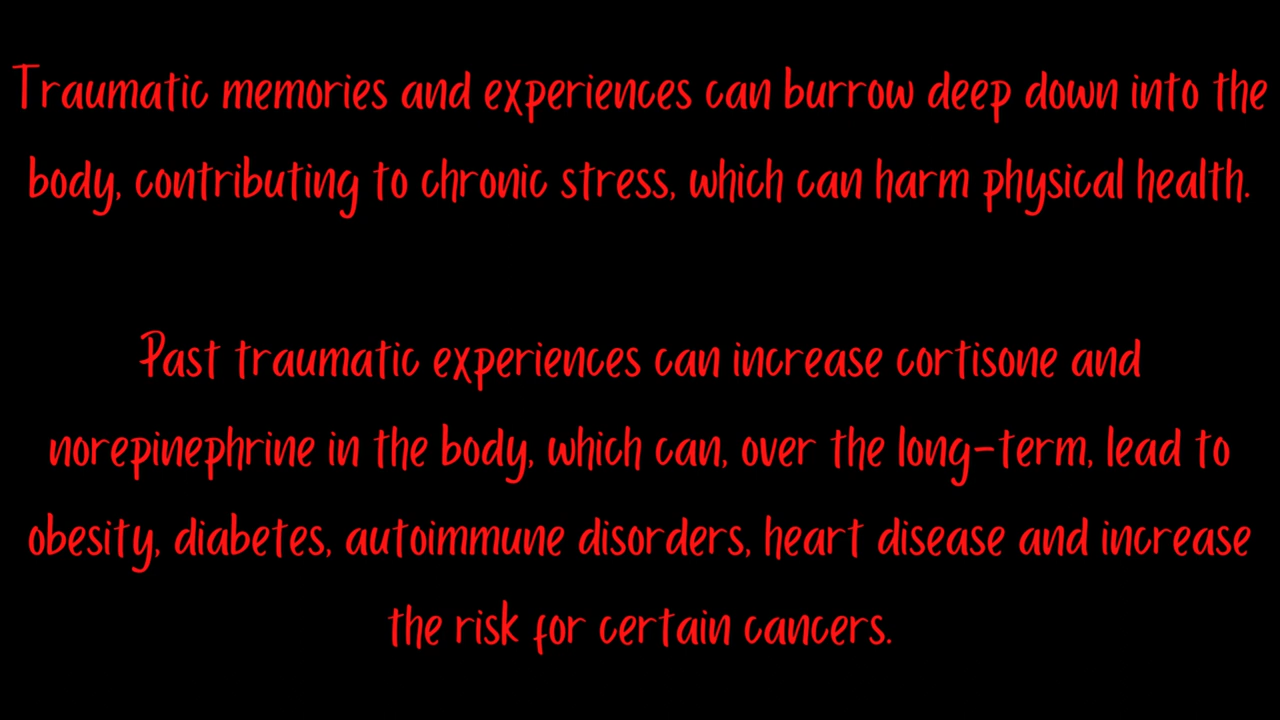 Traumatic memories and experiences can burrow deep down into the
body, contributing to chronic stress, which can harm physical health.
Past traumatic experiences can increase cortisone and
norepinephrine in the body, which can, over the long-term, lead to
obesity, diabetes, autoimmune disorders, heart disease and increase
the risk for certain cancers.